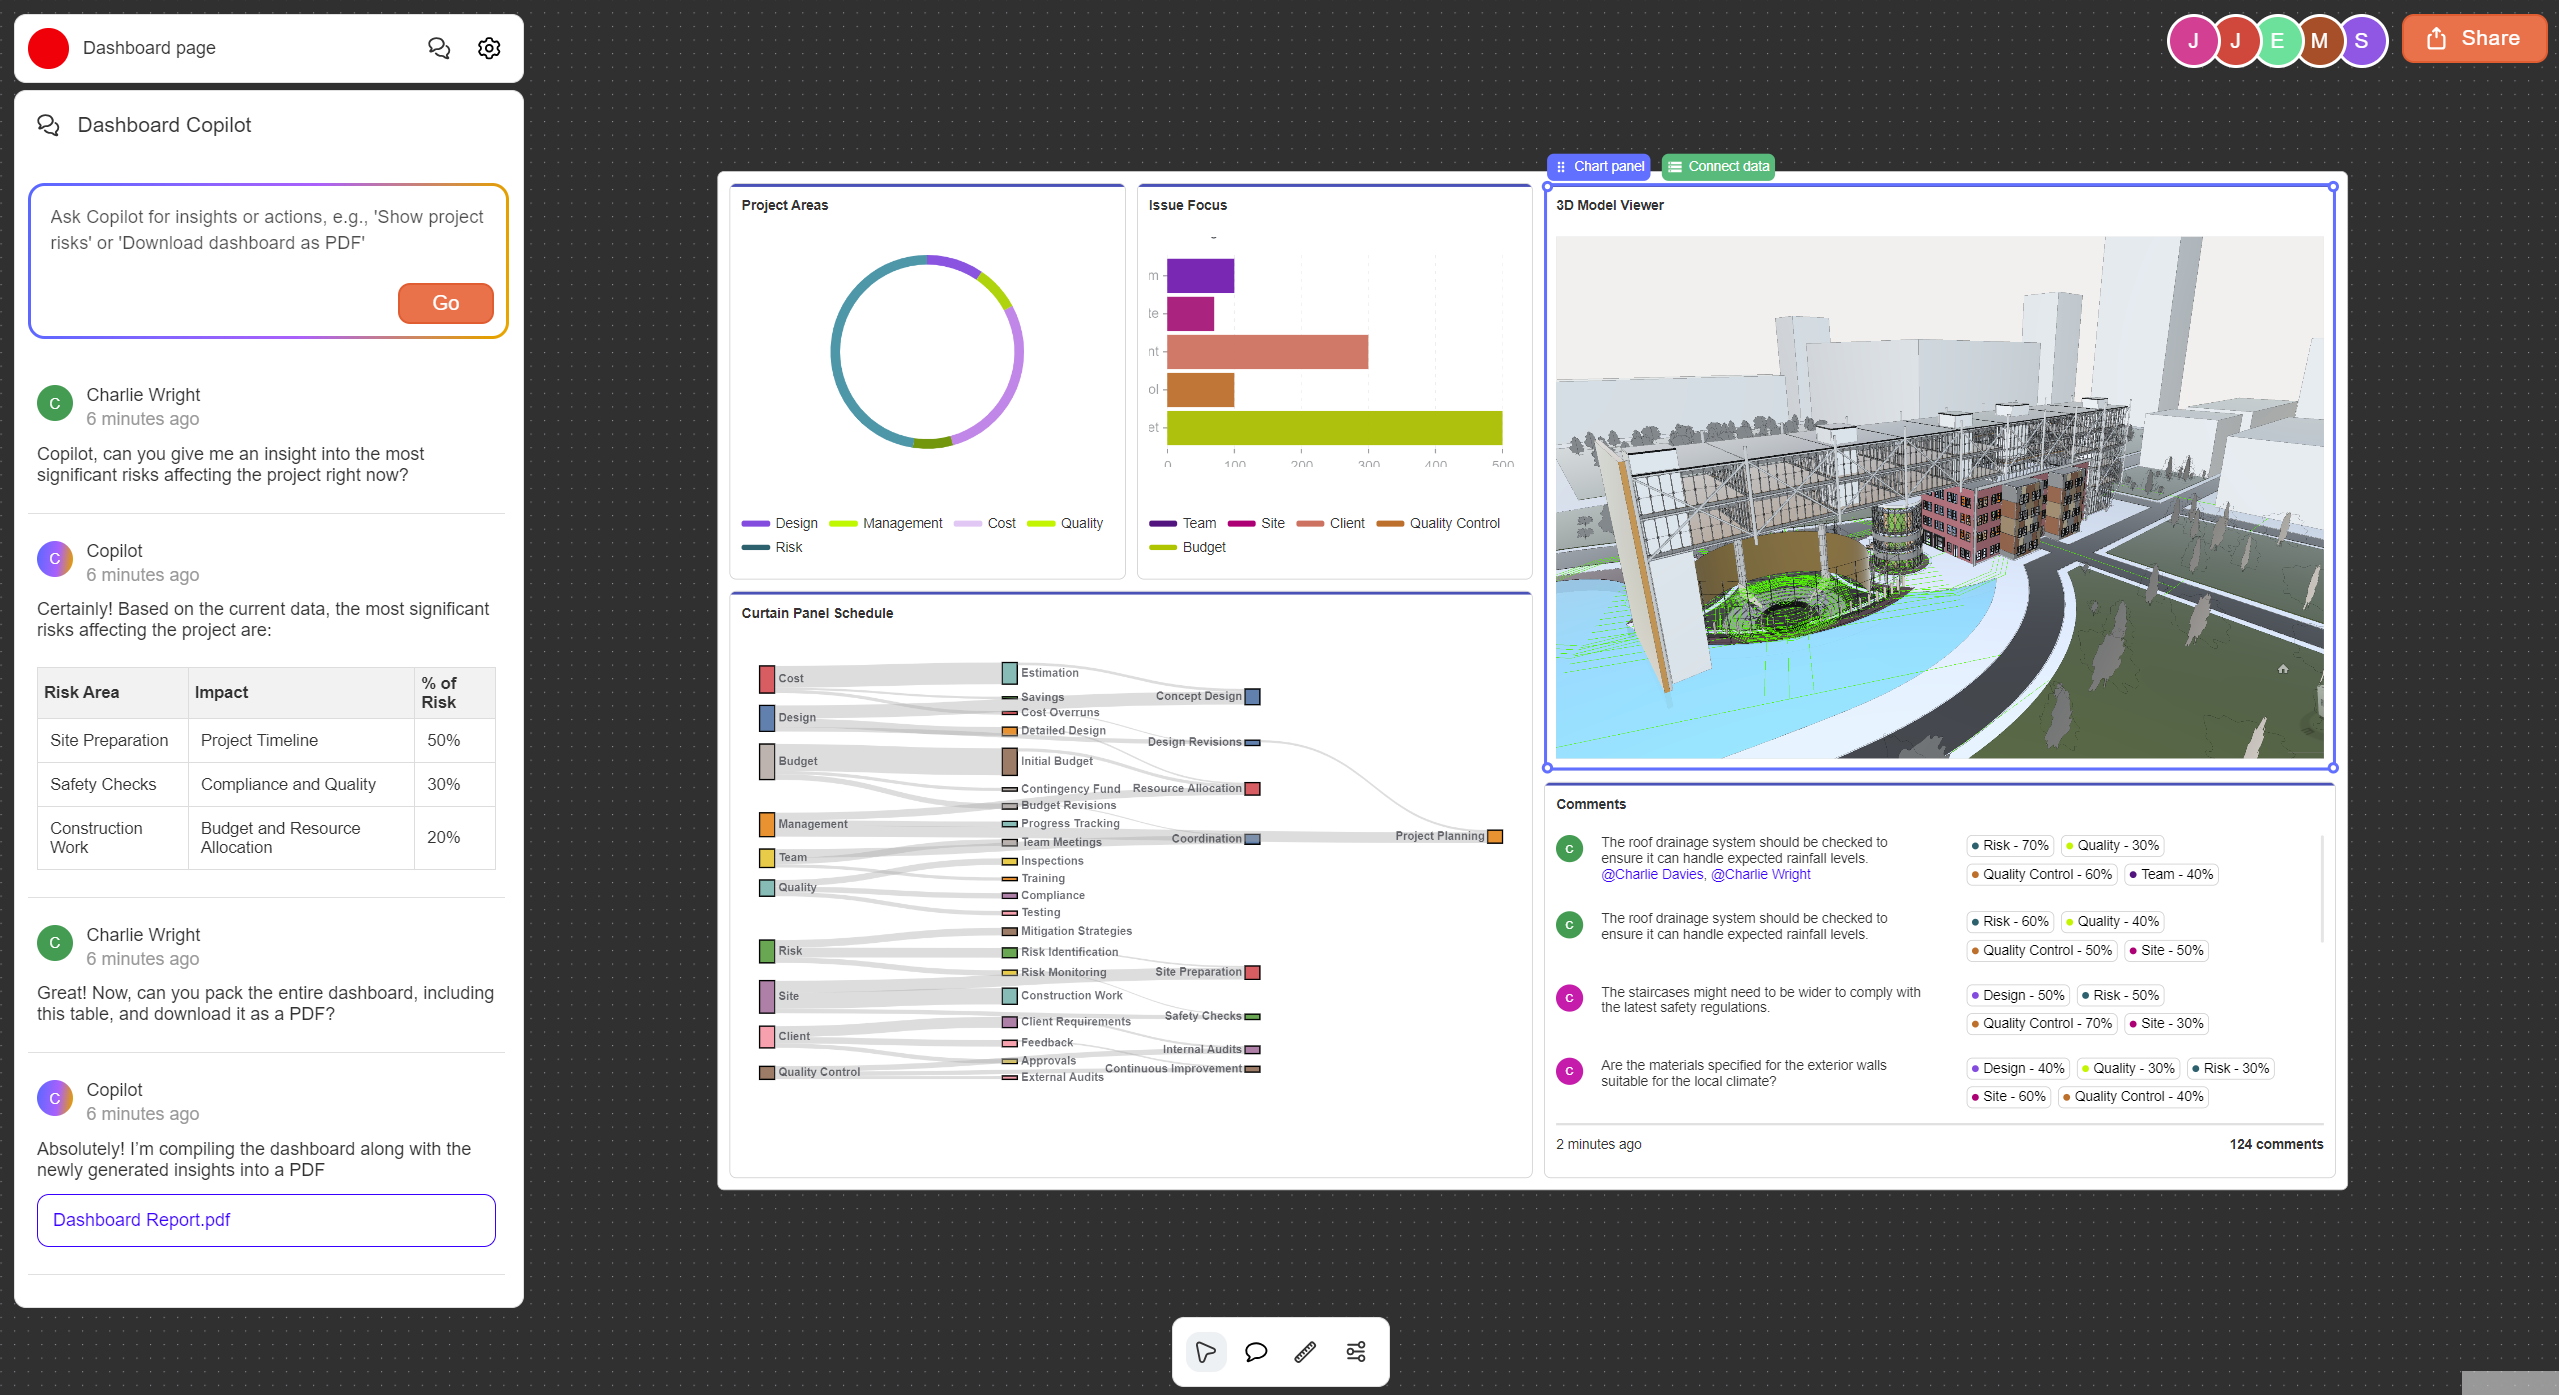 Dashboard page
J
J
E
M
S
Share
Dashboard Copilot
Ask Copilot for insights or actions, e.g., 'Show project
risks' or 'Download dashboard as PDF'
Go
C
Charlie Wright
6 minutes ago
Copilot, can you give me an insight into the most
significant risks affecting the project right now?
C
Copilot
6 minutes ago
Certainly! Based on the current data, the most significant
risks affecting the project are:
Risk Area
Impact
% of
Risk
Site Preparation
Project Timeline
50%
Safety Checks
Compliance and Quality
30%
Construction
Work
Budget and Resource
Allocation
20%
C
Charlie Wright
6 minutes ago
Great! Now, can you pack the entire dashboard, including
this table, and download it as a PDF?
C
Copilot
6 minutes ago
Absolutely! I'm compiling the dashboard along with the
newly generated insights into a PDF
Dashboard Report.pdf
Project Areas
Design
Management
Cost
Quality
Risk
Issue Focus
m
te
nt
ol
et
0
100
200
300
400
500
Team
Site
Client
Quality Control
Budget
Chart panel
Connect data
3D Model Viewer
Curtain Panel Schedule
Cost
Design
Budget
Management
Team
Quality
Risk
Site
Client
Quality Control
Estimation
Savings
Cost Overruns
Detailed Design
Initial Budget
Contingency Fund
Budget Revisions
Progress Tracking
Team Meetings
Inspections
Training
Compliance
Testing
Mitigation Strategies
Risk Identification
Risk Monitoring
Construction Work
Client Requirements
Feedback
Approvals
External Audits
Concept Design
Design Revisions
Resource Allocation
Coordination
Site Preparation
Safety Checks
Internal Audits
Continuous Improvement
Project Planning
Comments
C
The roof drainage system should be checked to
ensure it can handle expected rainfall levels.
@Charlie Davies, @Charlie Wright
Risk - 70%
Quality - 30%
Quality Control - 60%
Team - 40%
C
The roof drainage system should be checked to
ensure it can handle expected rainfall levels.
Risk - 60%
Quality - 40%
Quality Control - 50%
Site - 50%
C
The staircases might need to be wider to comply with
the latest safety regulations.
Design - 50%
Risk - 50%
Quality Control - 70%
Site - 30%
C
Are the materials specified for the exterior walls
suitable for the local climate?
Design - 40%
Quality - 30%
Risk - 30%
Site - 60%
Quality Control - 40%
2 minutes ago
124 comments